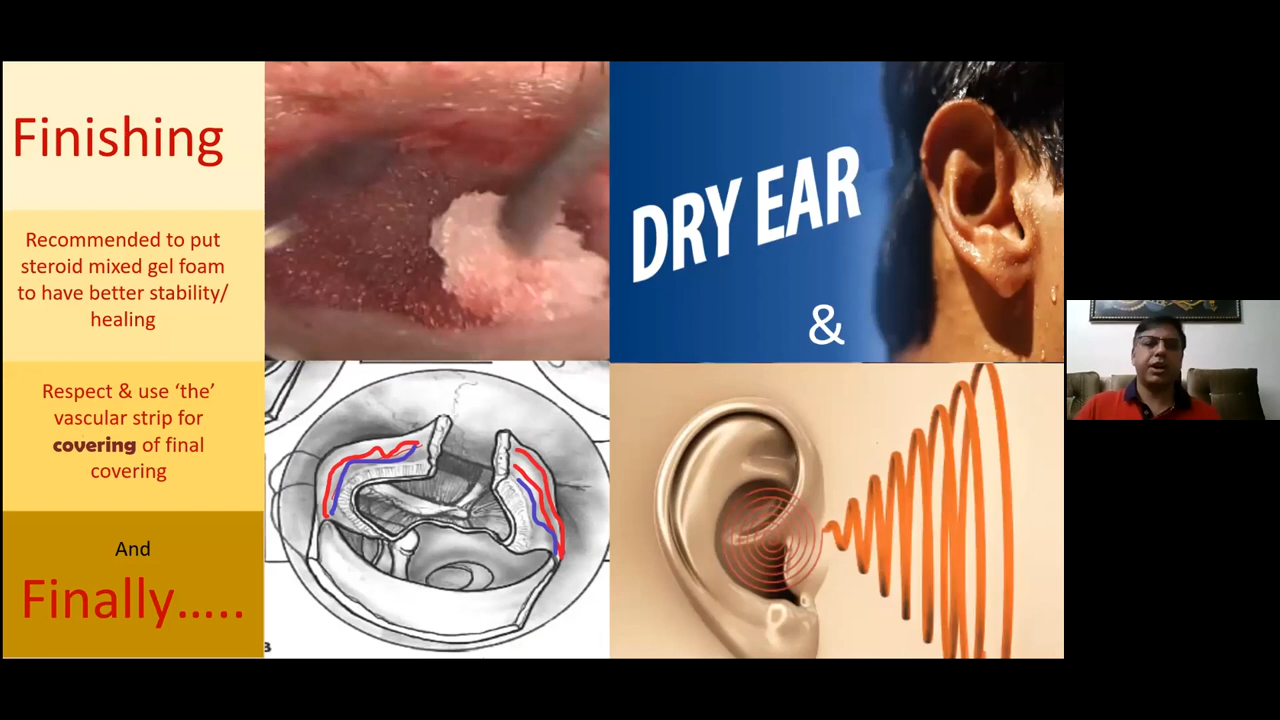 Finishing
Recommended to put
steroid mixed gel foam
to have better stability/
healing
Respect & use ‘the’
vascular strip for
covering of final
covering
And
Finally.....
DRY EAR
&
3